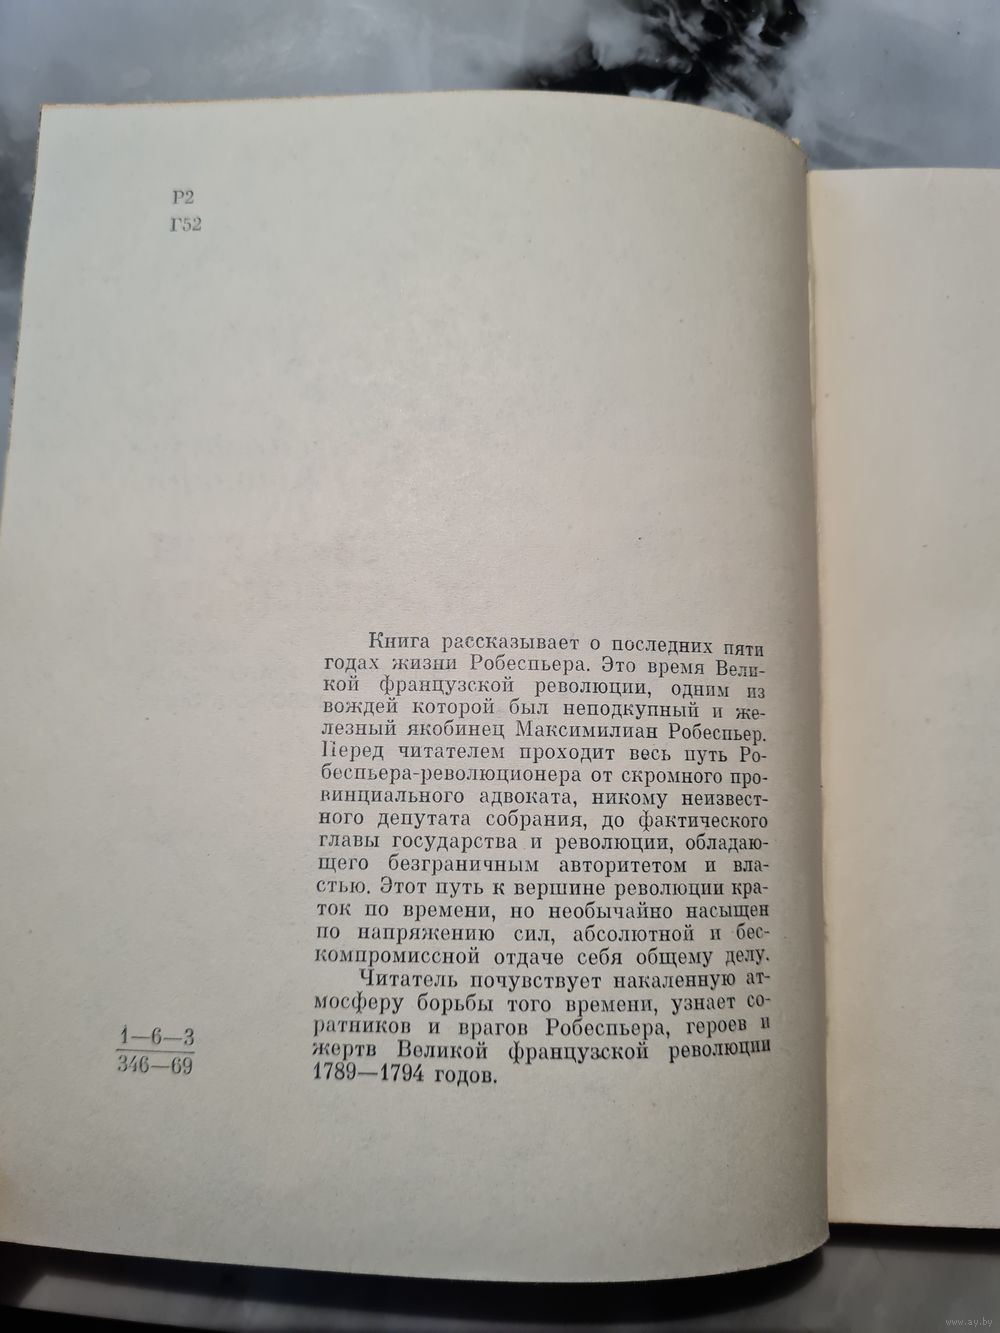 Р2
Г52
Книга рассказывает о последних пяти
годах жизни Робеспьера. Это время Вели-
кой французской революции, одним из
вождей которой был неподкупный и же-
лезный якобинец Максимилиан Робеспьер.
Перед читателем проходит весь путь Ро-
беспьера-революционера от скромного про-
винциального адвоката, никому неизвест-
ного депутата собрания, до фактического
главы государства и революции, обладаю-
щего безграничным авторитетом и вла-
стью. Этот путь к вершине революции кра-
ток по времени, но необычайно насыщен
по напряжению сил, абсолютной и бес-
компромиссной отдаче себя общему делу.
Читатель почувствует накаленную ат-
мосферу борьбы того времени, узнает со-
ратников и врагов Робеспьера, героев и
жертв Великой французской революции
1789—1794 годов.
1—6—3
346—69
www.ay.by